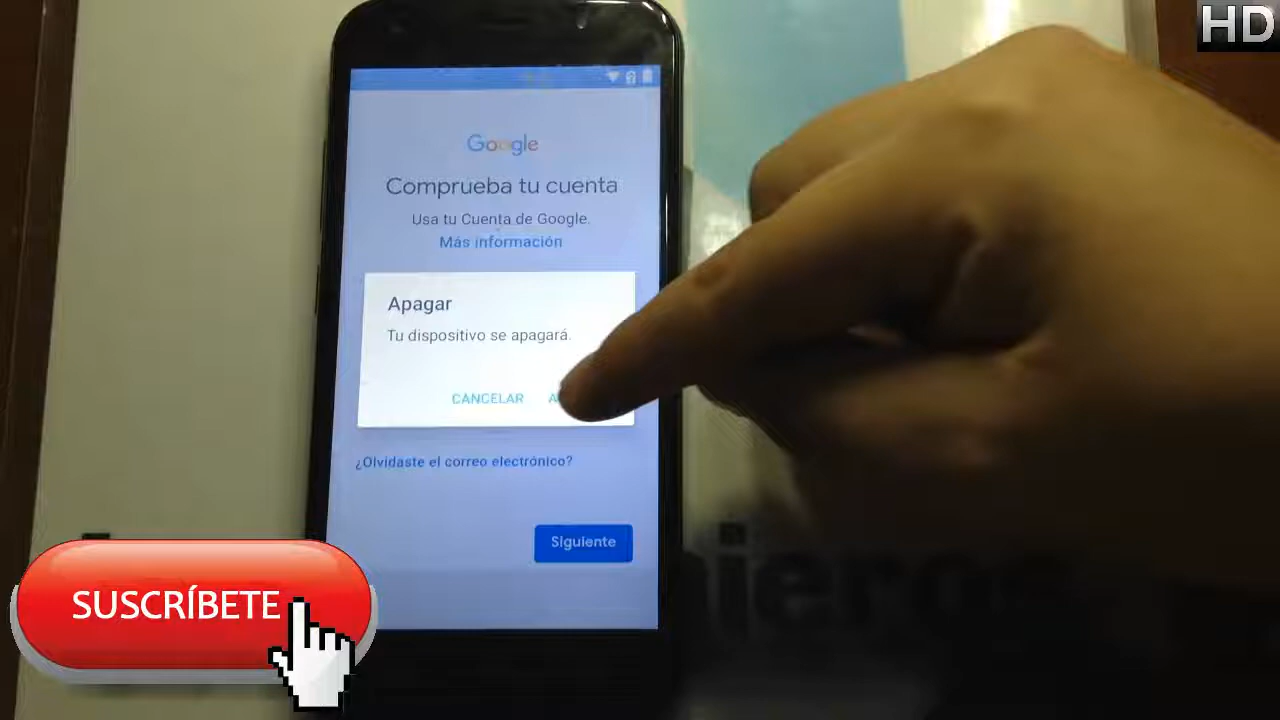 HD
Google
Comprueba tu cuenta
Usa tu Cuenta de Google.
Más información
Apagar
Tu dispositivo se apagará.
CANCELAR
¿Olvidaste el correo electrónico?
Siguiente
SUSCRÍBETE